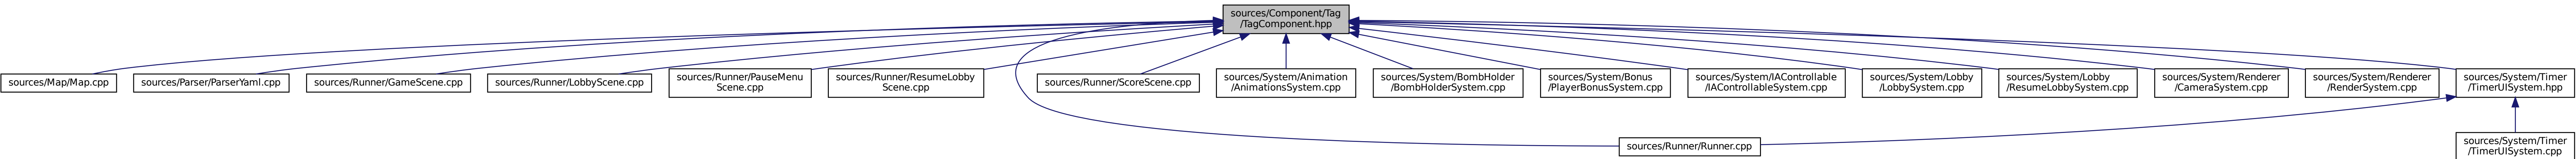 sources/Component/Tag
/TagComponent.hpp
sources/Map/Map.cpp
sources/Parser/ParserYaml.cpp
sources/Runner/GameScene.cpp
sources/Runner/LobbyScene.cpp
sources/Runner/PauseMenu
Scene.cpp
sources/Runner/ResumeLobby
Scene.cpp
sources/Runner/ScoreScene.cpp
sources/System/Animation
/AnimationsSystem.cpp
sources/System/BombHolder
/BombHolderSystem.cpp
sources/System/Bonus
/PlayerBonusSystem.cpp
sources/System/IAControllable
/IAControllableSystem.cpp
sources/System/Lobby
/LobbySystem.cpp
sources/System/Lobby
/ResumeLobbySystem.cpp
sources/System/Renderer
/CameraSystem.cpp
sources/System/Renderer
/RenderSystem.cpp
sources/System/Timer
/TimerUISystem.hpp
sources/Runner/Runner.cpp
sources/System/Timer
/TimerUISystem.cpp